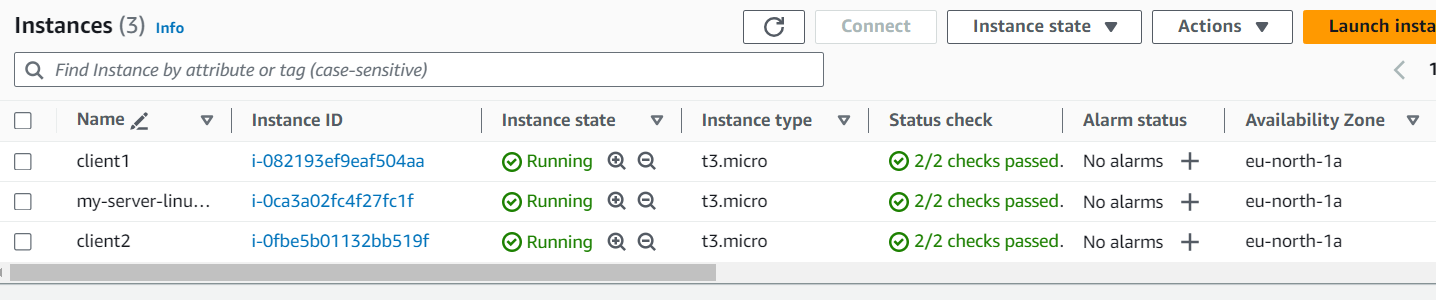 Instances (3) Info Connect Instance state Actions Launch insta
Find Instance by attribute or tag (case-sensitive) 1
Name Instance ID Instance state Instance type Status check Alarm status Availability Zone
client1 i-082193ef9eaf504aa Running t3.micro 2/2 checks passed. No alarms eu-north-1a
my-server-linu… i-0ca3a02fc4f27fc1f Running t3.micro 2/2 checks passed. No alarms eu-north-1a
client2 i-0fbe5b01132bb519f Running t3.micro 2/2 checks passed. No alarms eu-north-1a